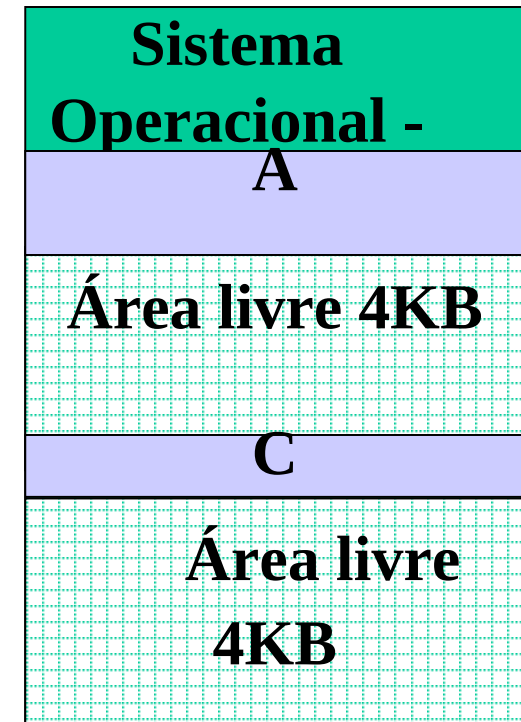 Sistema
Operacional -
A
Área livre 4KB
C
Área livre
4KB